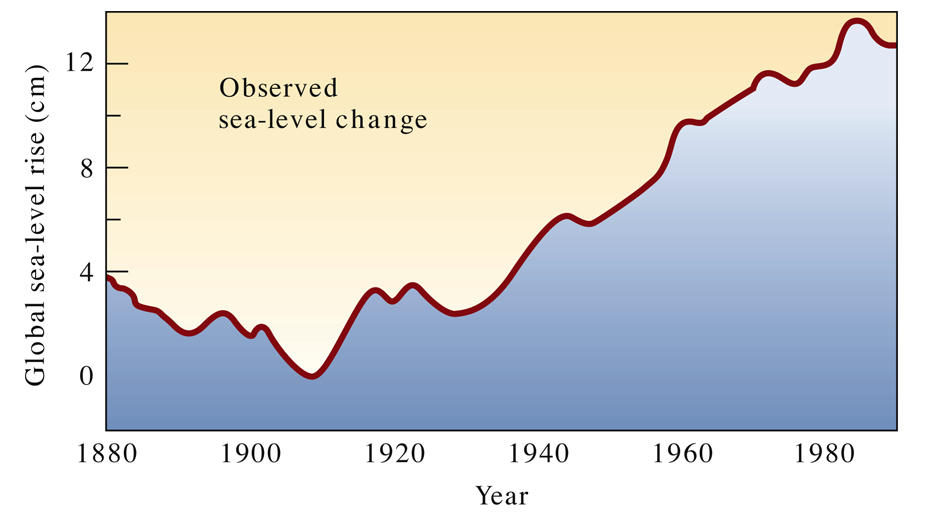 Global sea-level rise (cm)
12
8
4
0
Observed
sea-level change
1880 1900 1920 1940 1960 1980
Year